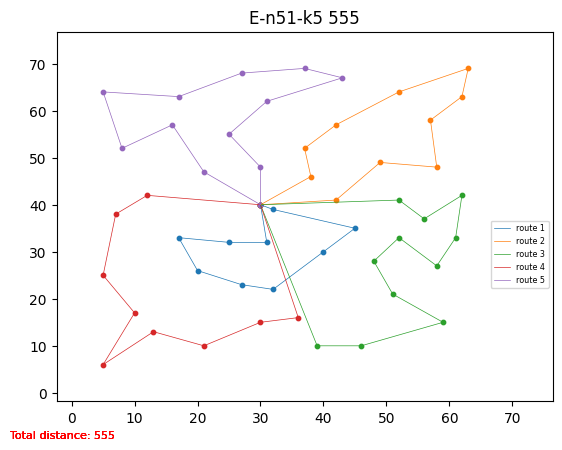 E-n51-k5 555
70
60
50
40
30
20
10
0
route 1
route 2
route 3
route 4
route 5
0 10 20 30 40 50 60 70
Total distance: 555